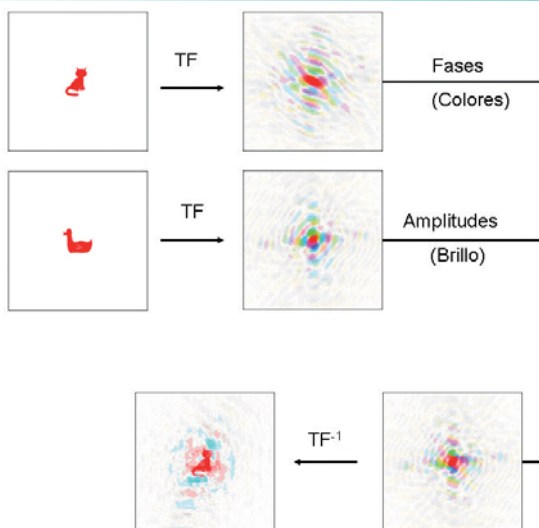 TF
Fases
(Colores)
TF
Amplitudes
(Brillo)
TF-1